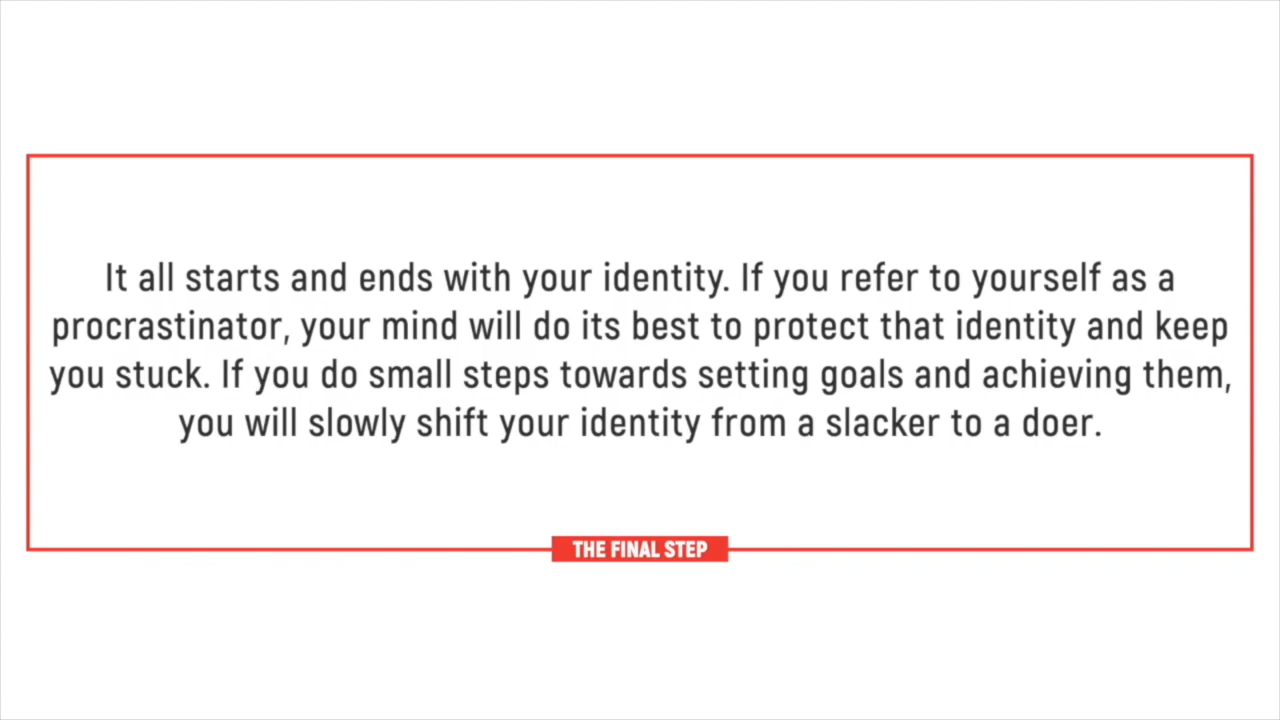 It all starts and ends with your identity. If you refer to yourself as a
procrastinator, your mind will do its best to protect that identity and keep
you stuck. If you do small steps towards setting goals and achieving them,
you will slowly shift your identity from a slacker to a doer.
THE FINAL STEP